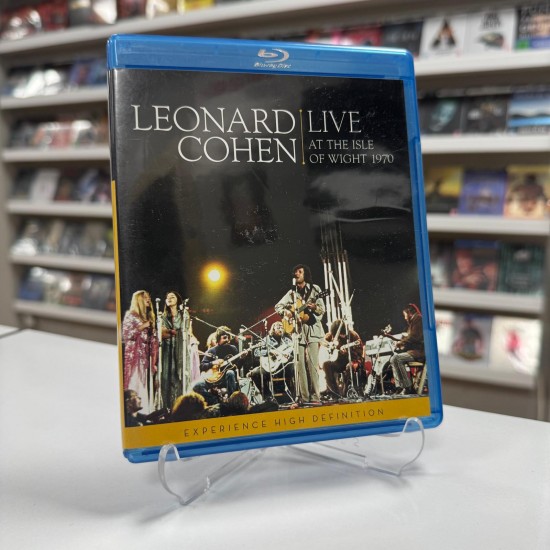 Blu-ray Disc
LEONARD
COHEN
LIVE
AT THE ISLE
OF WIGHT 1970
EXPERIENCE HIGH DEFINITION